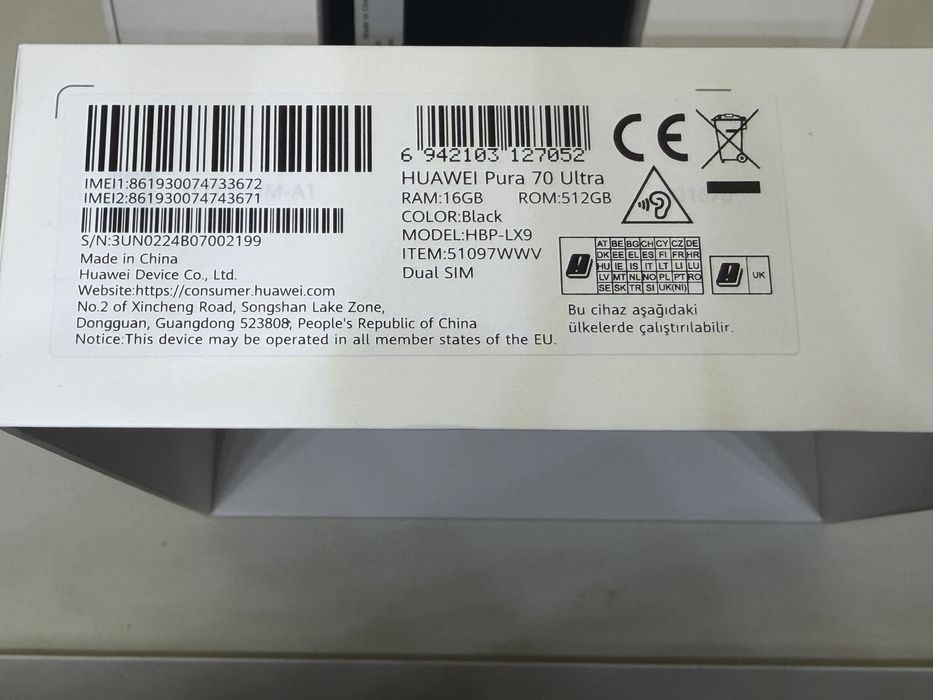 IMEI1:861930074733672
IMEI2:861930074743671
S/N:3UN0224B07002199
Made in China
Huawei Device Co., Ltd.
Website:https://consumer.huawei.com
No.2 of Xincheng Road, Songshan Lake Zone,
Dongguan, Guangdong 523808, People's Republic of China
Notice:This device may be operated in all member states of the EU.
6 942103 127052
HUAWEI Pura 70 Ultra
RAM:16GB ROM:512GB
COLOR:Black
MODEL:HBP-LX9
ITEM:51097WWV
Dual SIM
CE
AT BE BG CH CY CZ DE
DK EE EL ES FI FR HR
HU IE IS IT LT LI LU
LV MT NL NO PL PT RO
SE SK TR SI UK(NI)
UK
Bu cihaz aşağıdaki
ülkelerde çalıştırılabilir.